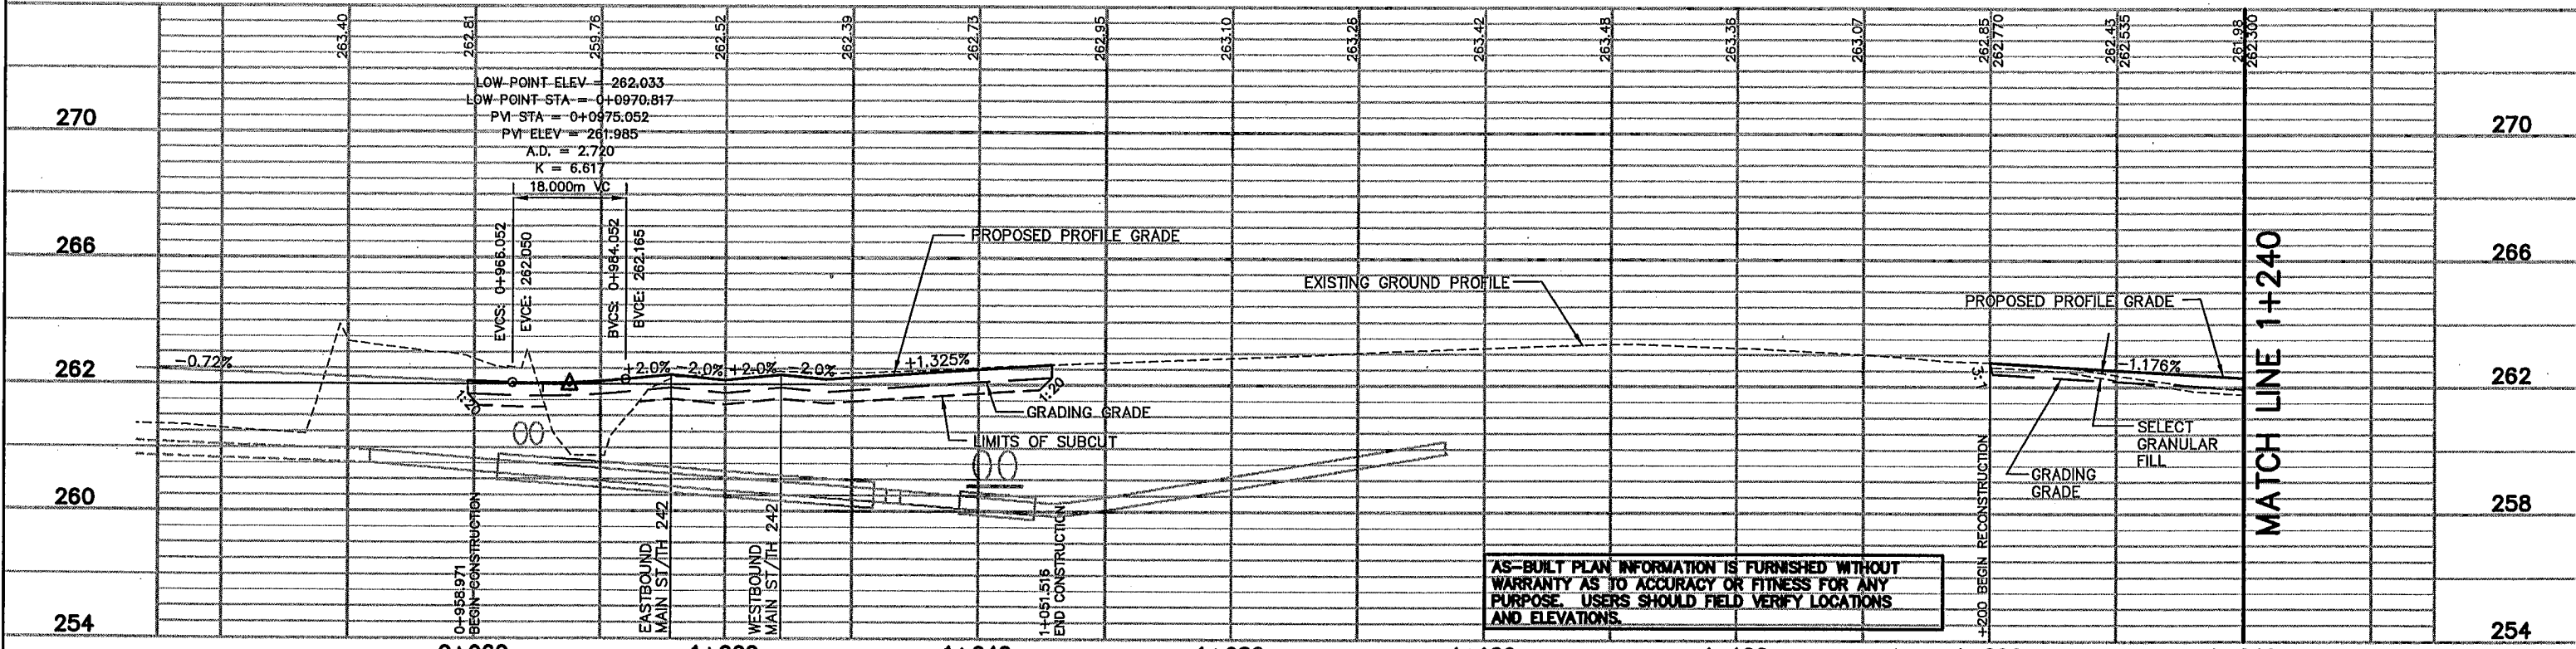 263.40
262.81
259.76
262.52
262.39
262.73
262.95
263.10
263.26
263.42
263.48
263.36
263.07
262.85
262.770
262.43
262.535
261.98
262.300
LOW POINT ELEV = 262.033
LOW POINT STA = 0+0970.817
PVI STA = 0+0975.052
PVI ELEV = 261.985
A.D. = 2.720
K = 6.617
18.000m VC
270
270
266
266
262
262
260
258
254
254
EVCS: 0+966.052
EVCE: 262.050
BVCS: 0+984.052
BVCE: 262.165
PROPOSED PROFILE GRADE
EXISTING GROUND PROFILE
PROPOSED PROFILE GRADE
MATCH LINE 1+240
-0.72%
+2.0%
-2.0%
+2.0%
-2.0%
+1.325%
-1.176%
1:20
1:20
3:1
GRADING GRADE
LIMITS OF SUBCUT
SELECT
GRANULAR
FILL
GRADING
GRADE
0+958.971
BEGIN CONSTRUCTION
EASTBOUND
MAIN ST/TH 242
WESTBOUND
MAIN ST/TH 242
1+051.516
END CONSTRUCTION
+200 BEGIN RECONSTRUCTION
AS-BUILT PLAN INFORMATION IS FURNISHED WITHOUT
WARRANTY AS TO ACCURACY OR FITNESS FOR ANY
PURPOSE. USERS SHOULD FIELD VERIFY LOCATIONS
AND ELEVATIONS.